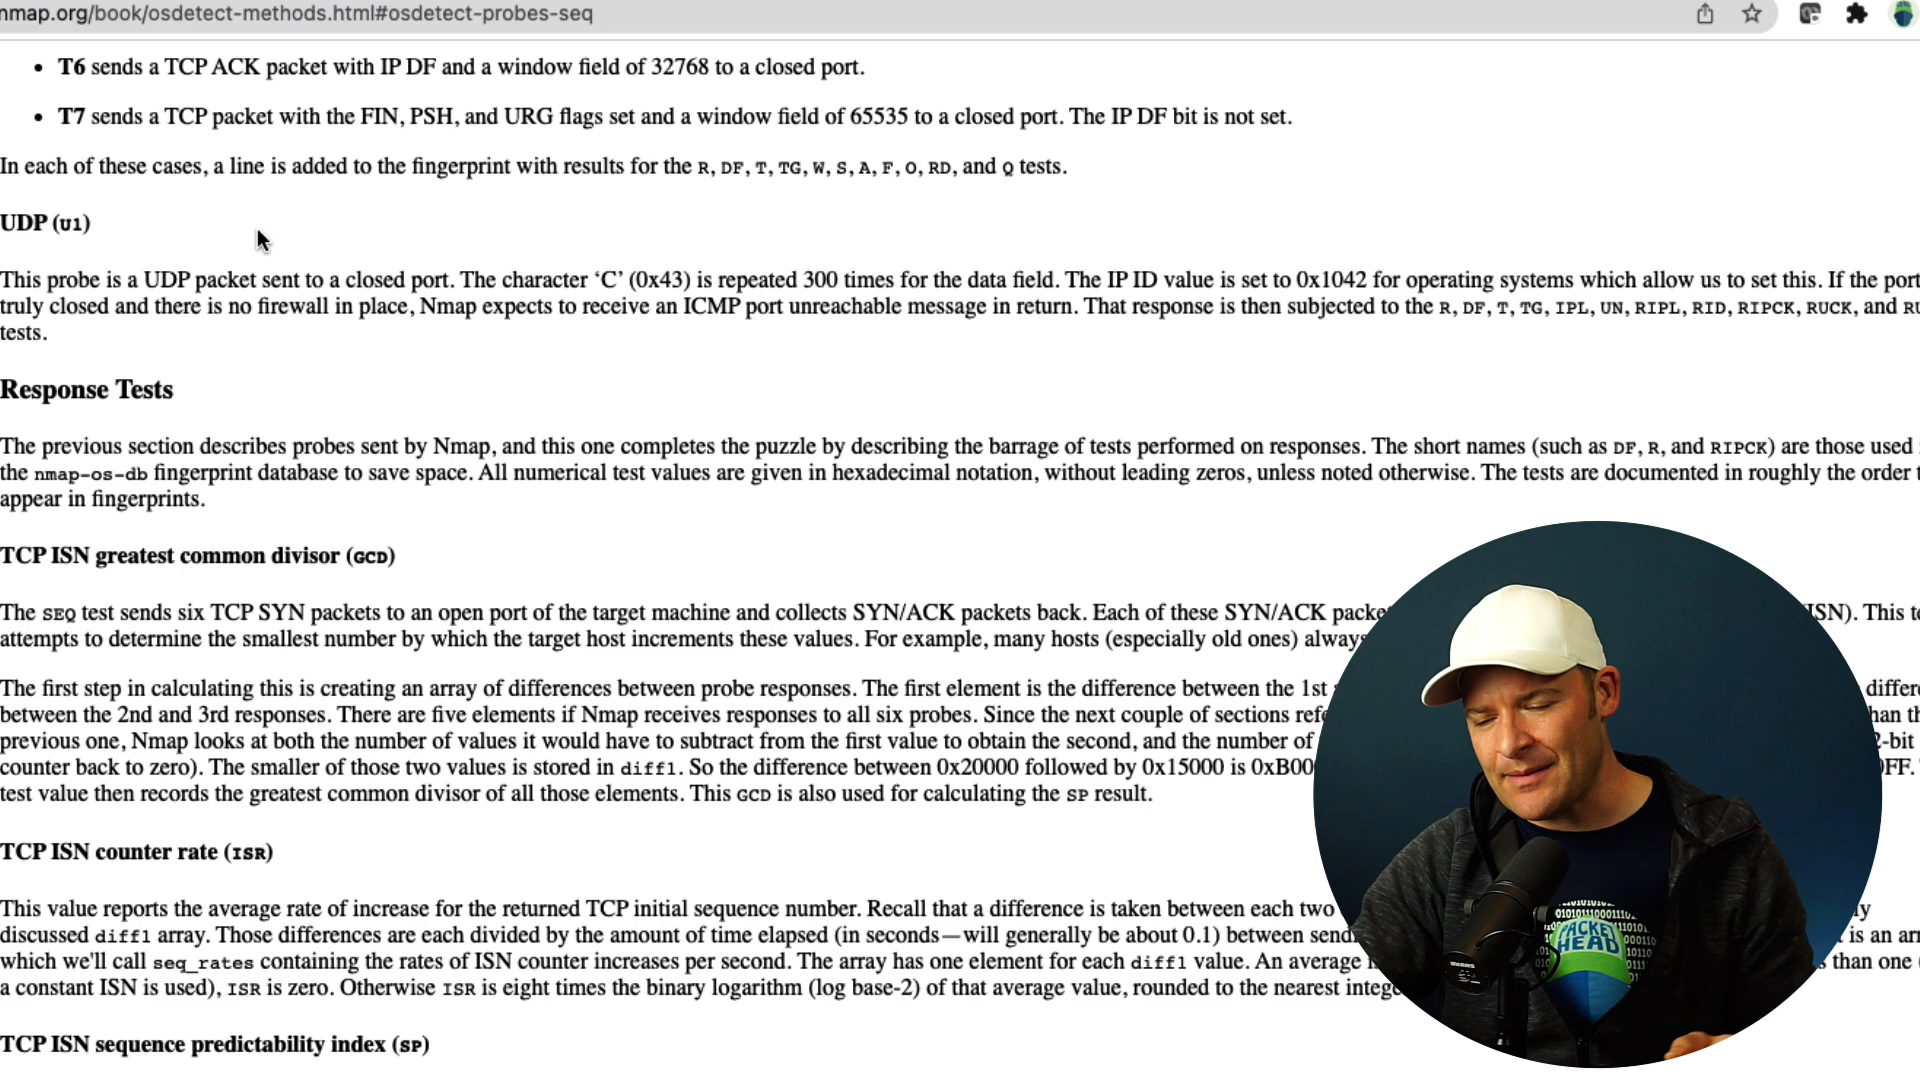 nmap.org/book/osdetect-methods.html#osdetect-probes-seq
• T6 sends a TCP ACK packet with IP DF and a window field of 32768 to a closed port.
• T7 sends a TCP packet with the FIN, PSH, and URG flags set and a window field of 65535 to a closed port. The IP DF bit is not set.
In each of these cases, a line is added to the fingerprint with results for the R, DF, T, TG, W, S, A, F, O, RD, and Q tests.
UDP (U1)
This probe is a UDP packet sent to a closed port. The character ‘C’ (0x43) is repeated 300 times for the data field. The IP ID value is set to 0x1042 for operating systems which allow us to set this. If the port
truly closed and there is no firewall in place, Nmap expects to receive an ICMP port unreachable message in return. That response is then subjected to the R, DF, T, TG, IPL, UN, RIPL, RID, RIPCK, RUCK, and
tests.
Response Tests
The previous section describes probes sent by Nmap, and this one completes the puzzle by describing the barrage of tests performed on responses. The short names (such as DF, R, and RIPCK) are those used
the nmap-os-db fingerprint database to save space. All numerical test values are given in hexadecimal notation, without leading zeros, unless noted otherwise. The tests are documented in roughly the order
appear in fingerprints.
TCP ISN greatest common divisor (GCD)
The SEQ test sends six TCP SYN packets to an open port of the target machine and collects SYN/ACK packets back. Each of these SYN/ACK ISN). This
attempts to determine the smallest number by which the target host increments these values. For example, many hosts (especially old ones)
The first step in calculating this is creating an array of differences between probe responses. The first element is the difference between the 1st
between the 2nd and 3rd responses. There are five elements if Nmap receives responses to all six probes. Since the next couple of sections
previous one, Nmap looks at both the number of values it would have to subtract from the first value to obtain the second, and the number of
counter back to zero). The smaller of those two values is stored in diff1. So the difference between 0x20000 followed by 0x15000 is
test value then records the greatest common divisor of all those elements. This GCD is also used for calculating the SP result.
TCP ISN counter rate (ISR)
This value reports the average rate of increase for the returned TCP initial sequence number. Recall that a difference is taken between each two
discussed diff1 array. Those differences are each divided by the amount of time elapsed (in seconds—will generally be about 0.1) between is an
which we'll call seq_rates containing the rates of ISN counter increases per second. The array has one element for each diff1 value. An average than one
a constant ISN is used), ISR is zero. Otherwise ISR is eight times the binary logarithm (log base-2) of that average value, rounded to the nearest
TCP ISN sequence predictability index (SP)
PACKET
HEAD